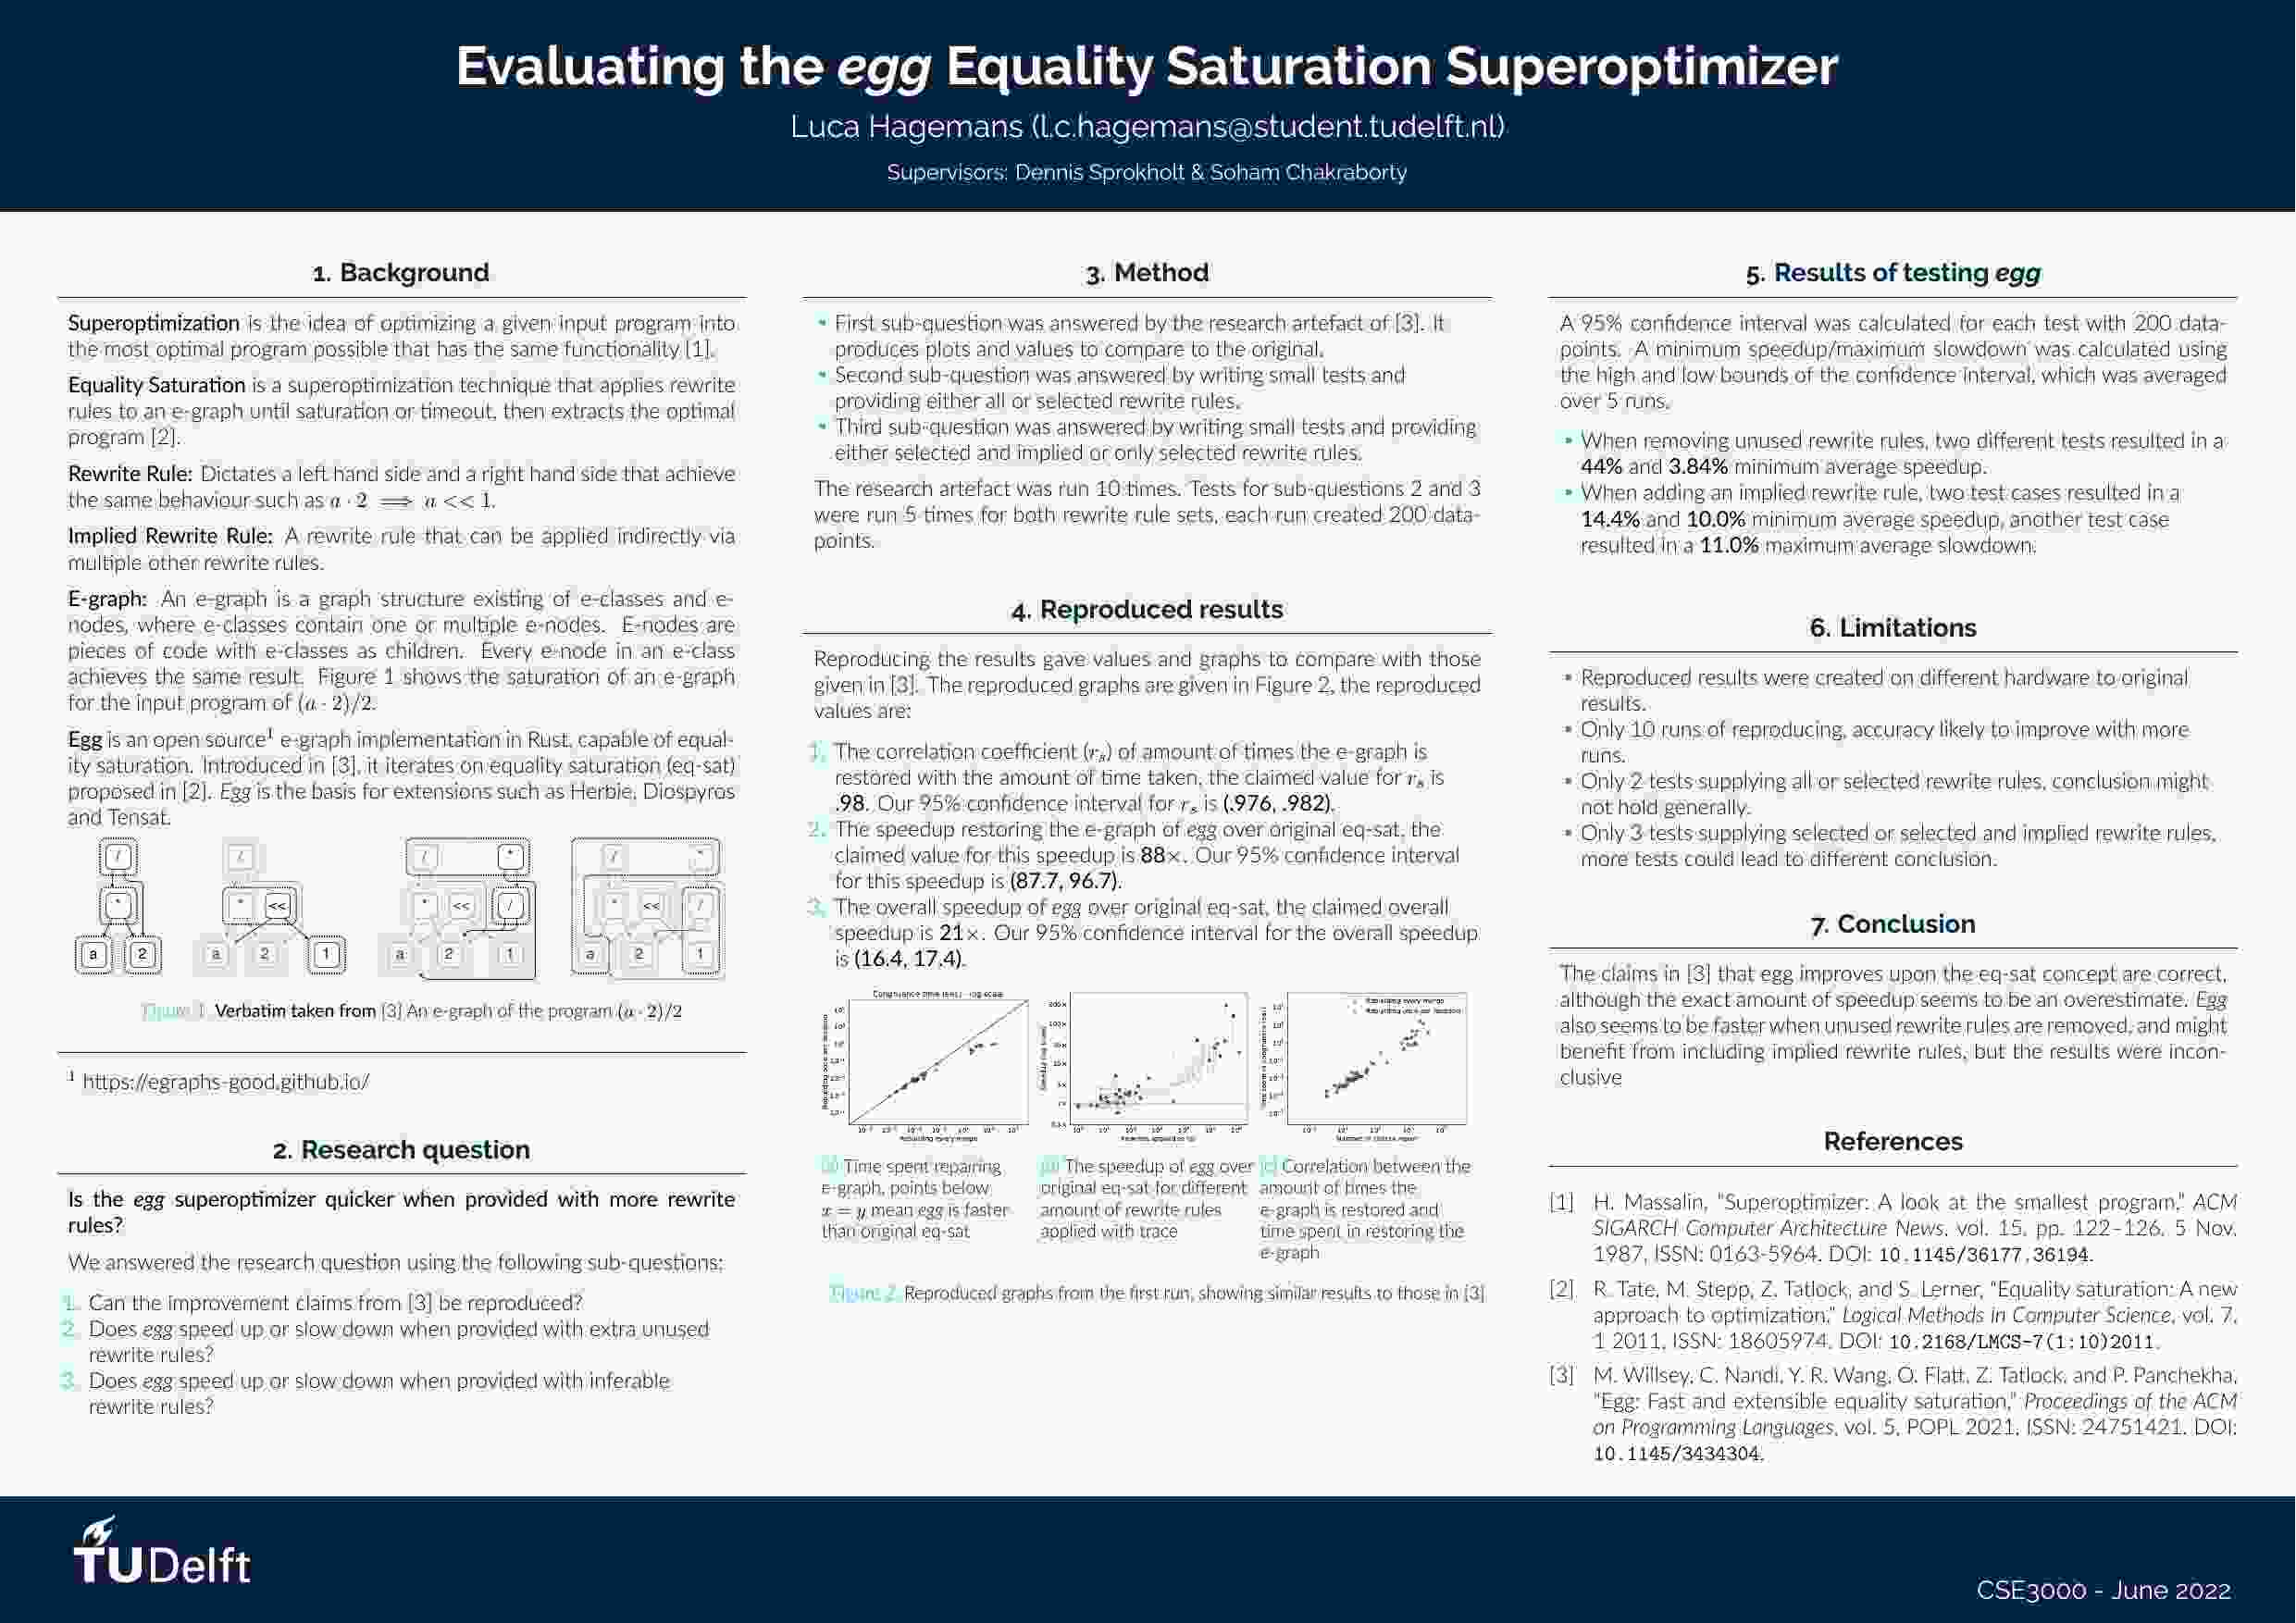 Evaluating the egg Equality Saturation Superoptimizer
Luca Hagemans (l.c.hagemans@student.tudelft.nl)
Supervisors: Dennis Sprokholt & Soham Chakraborty
1. Background
Superoptimization is the idea of optimizing a given input program into
the most optimal program possible that has the same functionality [1].
Equality Saturation is a superoptimization technique that applies rewrite
rules to an e-graph until saturation or timeout, then extracts the optimal
program [2].
Rewrite Rule: Dictates a left hand side and a right hand side that achieve
the same behaviour such as a · 2 ⟹ a << 1.
Implied Rewrite Rule: A rewrite rule that can be applied indirectly via
multiple other rewrite rules.
E-graph: An e-graph is a graph structure existing of e-classes and e-
nodes, where e-classes contain one or multiple e-nodes. E-nodes are
pieces of code with e-classes as children. Every e-node in an e-class
achieves the same result. Figure 1 shows the saturation of an e-graph
for the input program of (a · 2)/2.
Egg is an open source¹ e-graph implementation in Rust, capable of equal-
ity saturation. Introduced in [3], it iterates on equality saturation (eq-sat)
proposed in [2]. Egg is the basis for extensions such as Herbie, Diospyros
and Tensat.
/ / / * / *
* * << * << / * << /
a 2 a 2 1 a 2 1 a 2 1
Figure 1. Verbatim taken from [3] An e-graph of the program (a · 2)/2
¹ https://egraphs-good.github.io/
2. Research question
Is the egg superoptimizer quicker when provided with more rewrite
rules?
We answered the research question using the following sub-questions:
1. Can the improvement claims from [3] be reproduced?
2. Does egg speed up or slow down when provided with extra unused
rewrite rules?
3. Does egg speed up or slow down when provided with inferable
rewrite rules?
3. Method
• First sub-question was answered by the research artefact of [3]. It
produces plots and values to compare to the original.
• Second sub-question was answered by writing small tests and
providing either all or selected rewrite rules.
• Third sub-question was answered by writing small tests and providing
either selected and implied or only selected rewrite rules.
The research artefact was run 10 times. Tests for sub-questions 2 and 3
were run 5 times for both rewrite rule sets, each run created 200 data-
points.
4. Reproduced results
Reproducing the results gave values and graphs to compare with those
given in [3]. The reproduced graphs are given in Figure 2, the reproduced
values are:
1. The correlation coefficient (rₛ) of amount of times the e-graph is
restored with the amount of time taken, the claimed value for rₛ is
.98. Our 95% confidence interval for rₛ is (.976, .982).
2. The speedup restoring the e-graph of egg over original eq-sat, the
claimed value for this speedup is 88×. Our 95% confidence interval
for this speedup is (87.7, 96.7).
3. The overall speedup of egg over original eq-sat, the claimed overall
speedup is 21×. Our 95% confidence interval for the overall speedup
is (16.4, 17.4).
Congruence time (sec) - log scale
Rebuilding every merge
Rebuilding every merge
(a) Time spent repairing
e-graph, points below
x = y mean egg is faster
than original eq-sat
(b) The speedup of egg over
original eq-sat for different
amount of rewrite rules
applied with trace
(c) Correlation between the
amount of times the
e-graph is restored and
time spent in restoring the
e-graph
Figure 2. Reproduced graphs from the first run, showing similar results to those in [3]
5. Results of testing egg
A 95% confidence interval was calculated for each test with 200 data-
points. A minimum speedup/maximum slowdown was calculated using
the high and low bounds of the confidence interval, which was averaged
over 5 runs.
• When removing unused rewrite rules, two different tests resulted in a
44% and 3.84% minimum average speedup.
• When adding an implied rewrite rule, two test cases resulted in a
14.4% and 10.0% minimum average speedup, another test case
resulted in a 11.0% maximum average slowdown.
6. Limitations
• Reproduced results were created on different hardware to original
results.
• Only 10 runs of reproducing, accuracy likely to improve with more
runs.
• Only 2 tests supplying all or selected rewrite rules, conclusion might
not hold generally.
• Only 3 tests supplying selected or selected and implied rewrite rules,
more tests could lead to different conclusion.
7. Conclusion
The claims in [3] that egg improves upon the eq-sat concept are correct,
although the exact amount of speedup seems to be an overestimate. Egg
also seems to be faster when unused rewrite rules are removed, and might
benefit from including implied rewrite rules, but the results were incon-
clusive
References
[1] H. Massalin, "Superoptimizer: A look at the smallest program," ACM
SIGARCH Computer Architecture News, vol. 15, pp. 122–126, 5 Nov.
1987, ISSN: 0163-5964. DOI: 10.1145/36177.36194.
[2] R. Tate, M. Stepp, Z. Tatlock, and S. Lerner, "Equality saturation: A new
approach to optimization," Logical Methods in Computer Science, vol. 7,
1 2011, ISSN: 18605974. DOI: 10.2168/LMCS-7(1:10)2011.
[3] M. Willsey, C. Nandi, Y. R. Wang, O. Flatt, Z. Tatlock, and P. Panchekha,
"Egg: Fast and extensible equality saturation," Proceedings of the ACM
on Programming Languages, vol. 5, POPL 2021, ISSN: 24751421. DOI:
10.1145/3434304.
TUDelft
CSE3000 - June 2022